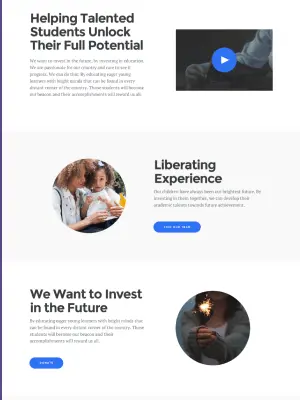 Helping Talented
Students Unlock
Their Full Potential
We want to invest in the future, by investing in education.
We are passionate for our country and care to see it
progress. We can do that By educating eager young
learners with bright minds that can be found in every
distant corner of the country. Those students will become
our beacon and their accomplishments will reward us all.
Liberating
Experience
Our children have always been our brightest future. By
investing in them, together, we can develop their
academic talents towards future achievements.
JOIN OUR TEAM
We Want to Invest
in the Future
By educating eager young learners with bright minds that
can be found in every distant corner of the country. Those
students will become our beacon and their
accomplishments will reward us all.
DONATE